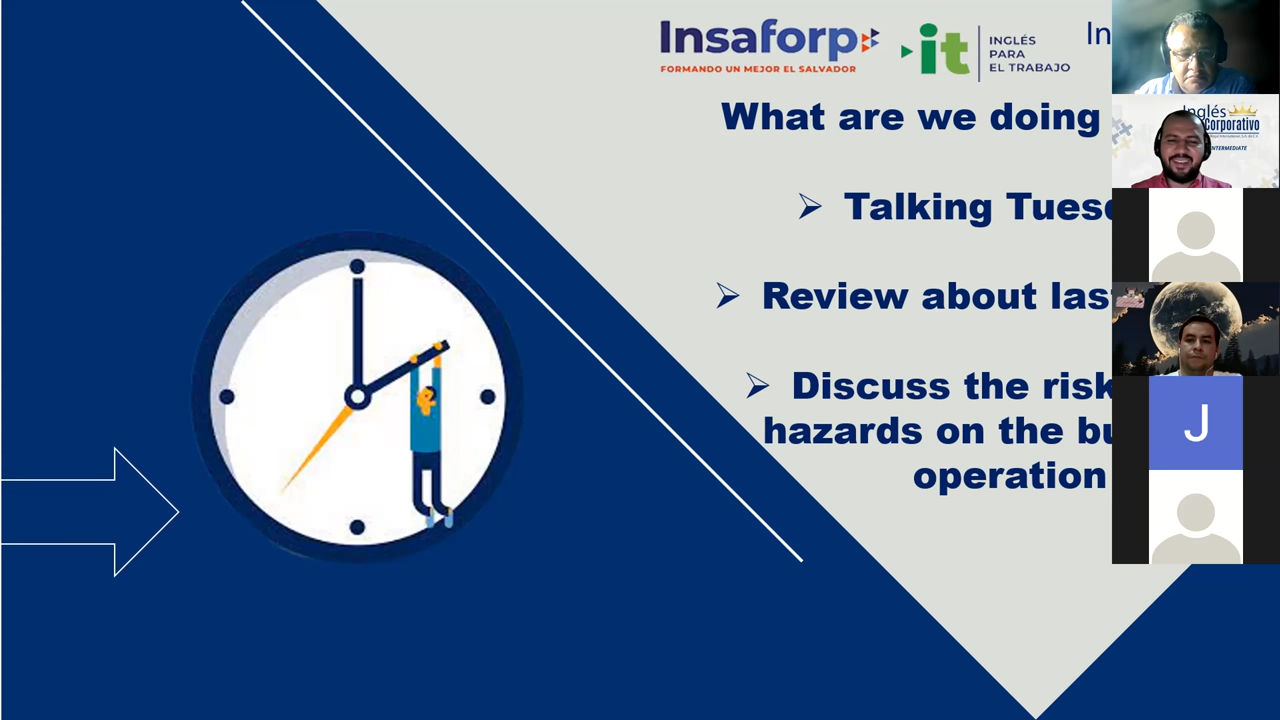 Insaforp
FORMANDO UN MEJOR EL SALVADOR
it
INGLÉS
PARA
EL TRABAJO
In
What are we doing
Talking Tues
Review about las
Discuss the risk
hazards on the bu
operation
Inglés
Corporativo
INTERMEDIATE
J